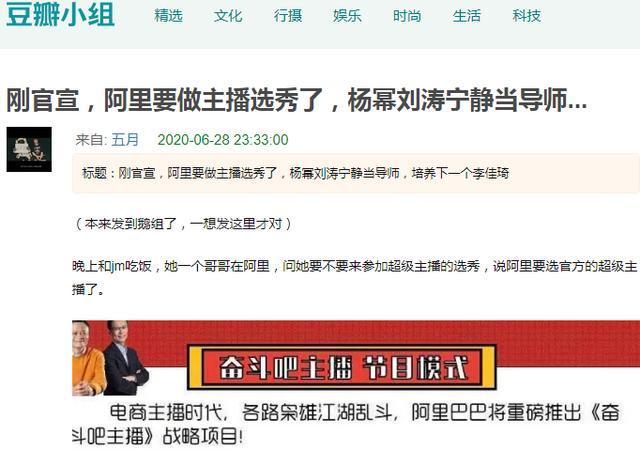 豆瓣小组 精选 文化 行摄 娱乐 时尚 生活 科技
刚官宣，阿里要做主播选秀了，杨幂刘涛宁静当导师...
来自: 五月 2020-06-28 23:33:00
标题：刚官宣，阿里要做主播选秀了，杨幂刘涛宁静当导师，培养下一个李佳琦
（本来发到鹅组了，一想发这里才对）
晚上和jm吃饭，她一个哥哥在阿里，问她要不要来参加超级主播的选秀，说阿里要选官方的超级主
播了。
奋斗吧主播 节目模式
电商主播时代，各路枭雄江湖乱斗，阿里巴巴将重磅推出《奋
斗吧主播》战略项目!